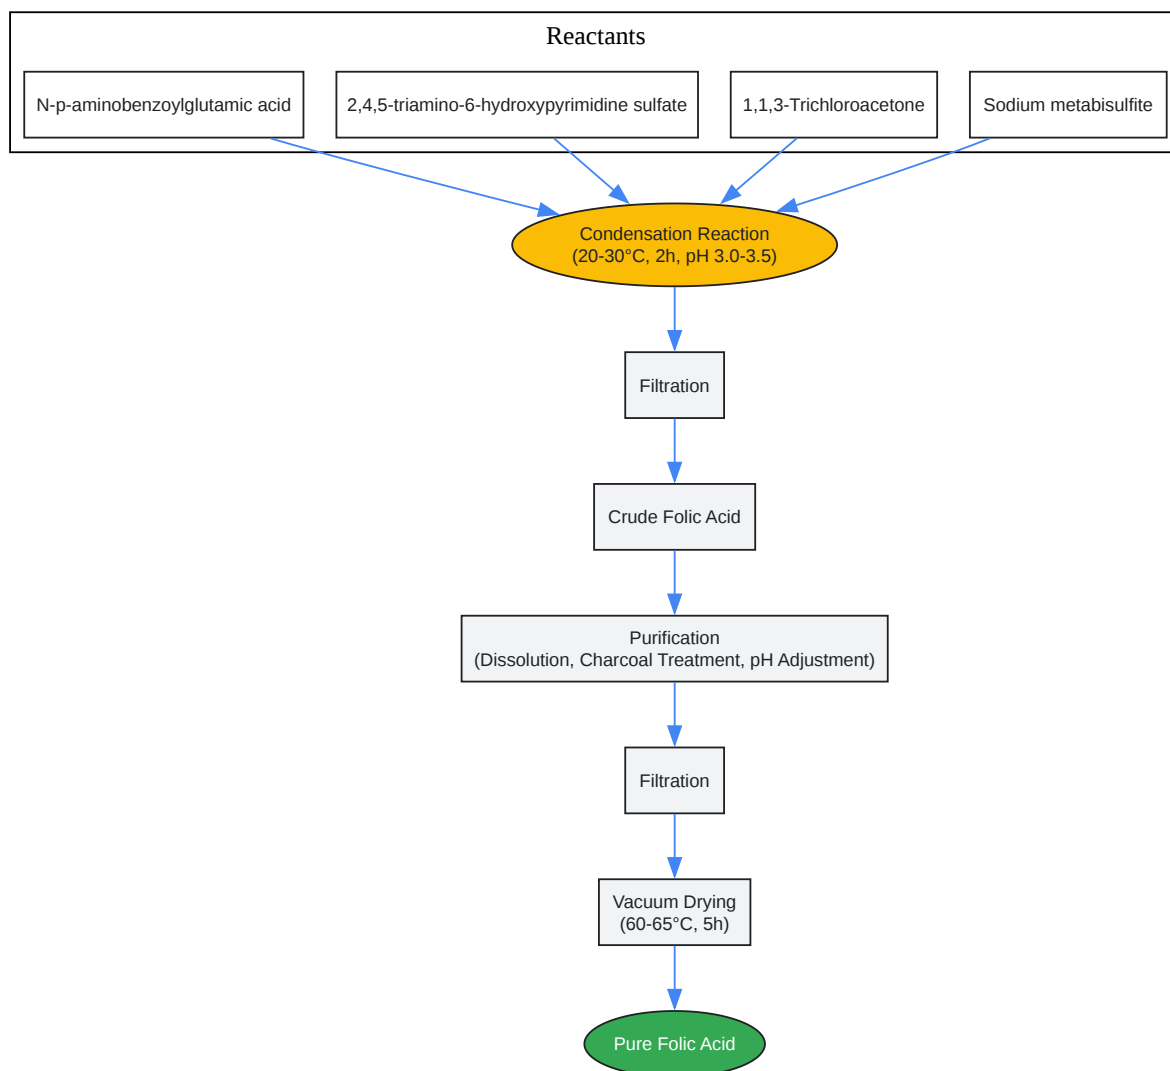 Reactants
N-p-aminobenzoylglutamic acid
2,4,5-triamino-6-hydroxypyrimidine sulfate
1,1,3-Trichloroacetone
Sodium metabisulfite
Condensation Reaction
(20-30°C, 2h, pH 3.0-3.5)
Filtration
Crude Folic Acid
Purification
(Dissolution, Charcoal Treatment, pH Adjustment)
Filtration
Vacuum Drying
(60-65°C, 5h)
Pure Folic Acid